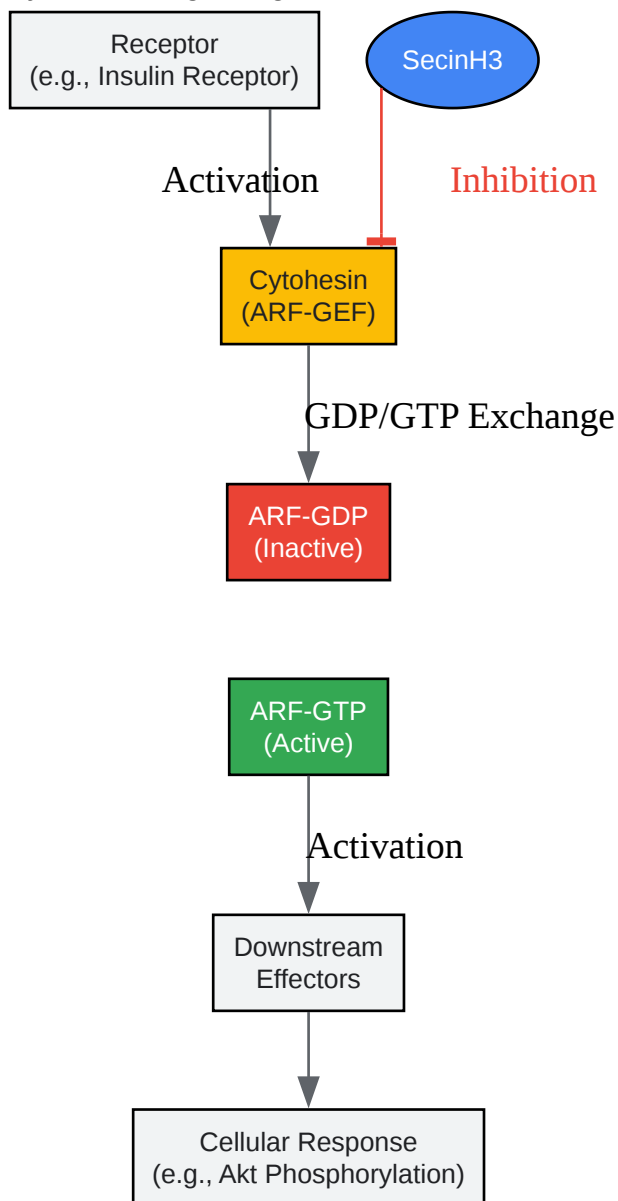 Receptor
(e.g., Insulin Receptor)
SecinH3
Activation
Inhibition
Cytohesin
(ARF-GEF)
GDP/GTP Exchange
ARF-GDP
(Inactive)
ARF-GTP
(Active)
Activation
Downstream
Effectors
Cellular Response
(e.g., Akt Phosphorylation)